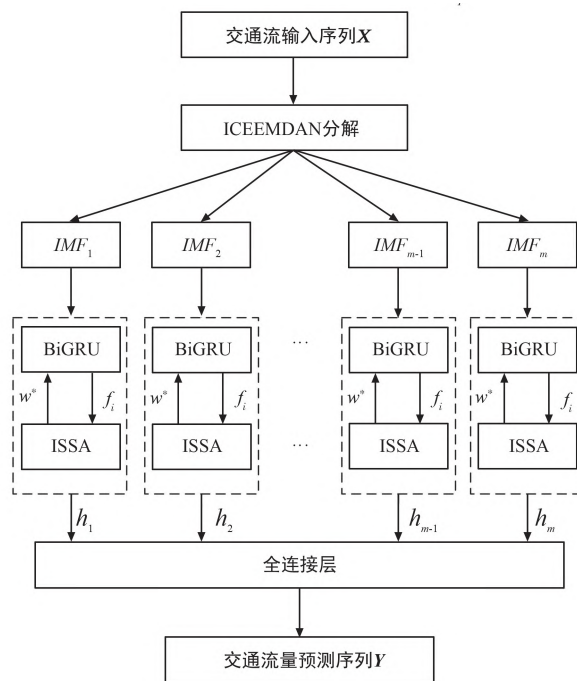 交通流输入序列X
ICEEMDAN分解
IMF1 IMF2 IMFm-1 IMFm
BiGRU BiGRU … BiGRU BiGRU
w* fi w* fi w* fi w* fi
ISSA ISSA … ISSA ISSA
h1 h2 hm-1 hm
全连接层
交通流量预测序列Y